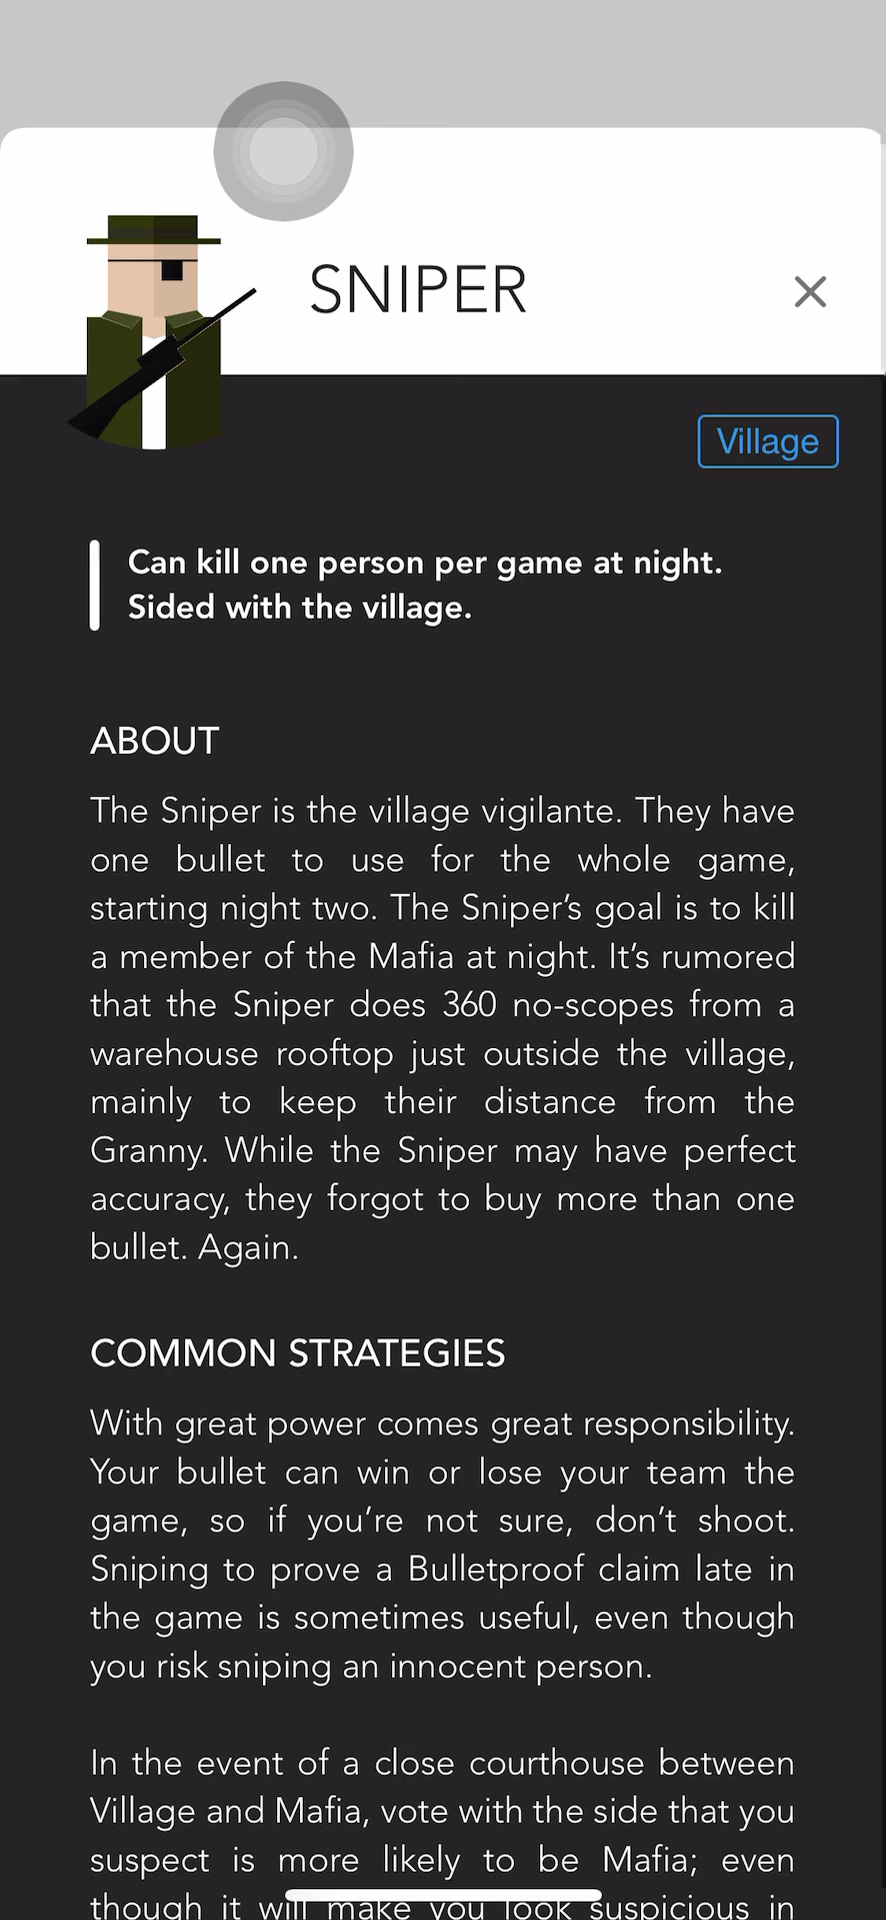 SNIPER
Village
Can kill one person per game at night.
Sided with the village.
ABOUT
The Sniper is the village vigilante. They have
one bullet to use for the whole game,
starting night two. The Sniper’s goal is to kill
a member of the Mafia at night. It’s rumored
that the Sniper does 360 no-scopes from a
warehouse rooftop just outside the village,
mainly to keep their distance from the
Granny. While the Sniper may have perfect
accuracy, they forgot to buy more than one
bullet. Again.
COMMON STRATEGIES
With great power comes great responsibility.
Your bullet can win or lose your team the
game, so if you’re not sure, don’t shoot.
Sniping to prove a Bulletproof claim late in
the game is sometimes useful, even though
you risk sniping an innocent person.
In the event of a close courthouse between
Village and Mafia, vote with the side that you
suspect is more likely to be Mafia; even
though it will make you look suspicious in